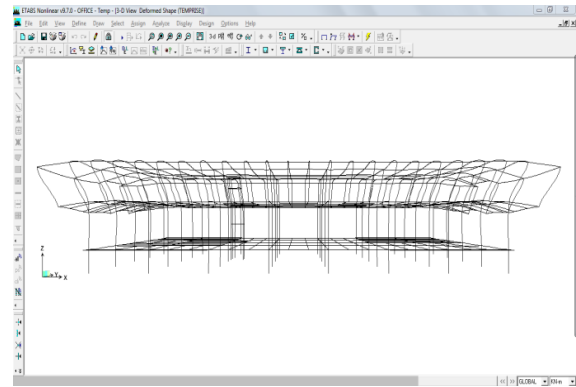 ETABS Nonlinear v9.7.0 - OFFICE - Temp - [3-D View Deformed Shape (TEMPRISE)]
File Edit View Define Draw Select Assign Analyze Display Design Options Help
Z
Y X
GLOBAL KN-m